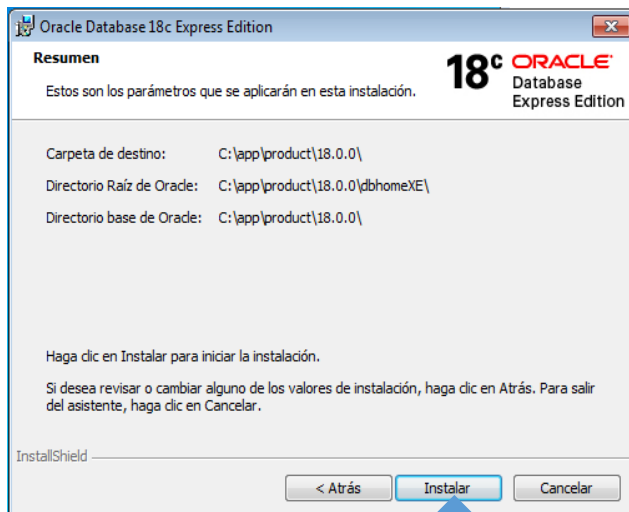 Oracle Database 18c Express Edition
Resumen
Estos son los parámetros que se aplicarán en esta instalación.
18c ORACLE
Database
Express Edition
Carpeta de destino: C:\app\product\18.0.0\
Directorio Raíz de Oracle: C:\app\product\18.0.0\dbhomeXE\
Directorio base de Oracle: C:\app\product\18.0.0\
Haga clic en Instalar para iniciar la instalación.
Si desea revisar o cambiar alguno de los valores de instalación, haga clic en Atrás. Para salir
del asistente, haga clic en Cancelar.
InstallShield
< Atrás Instalar Cancelar